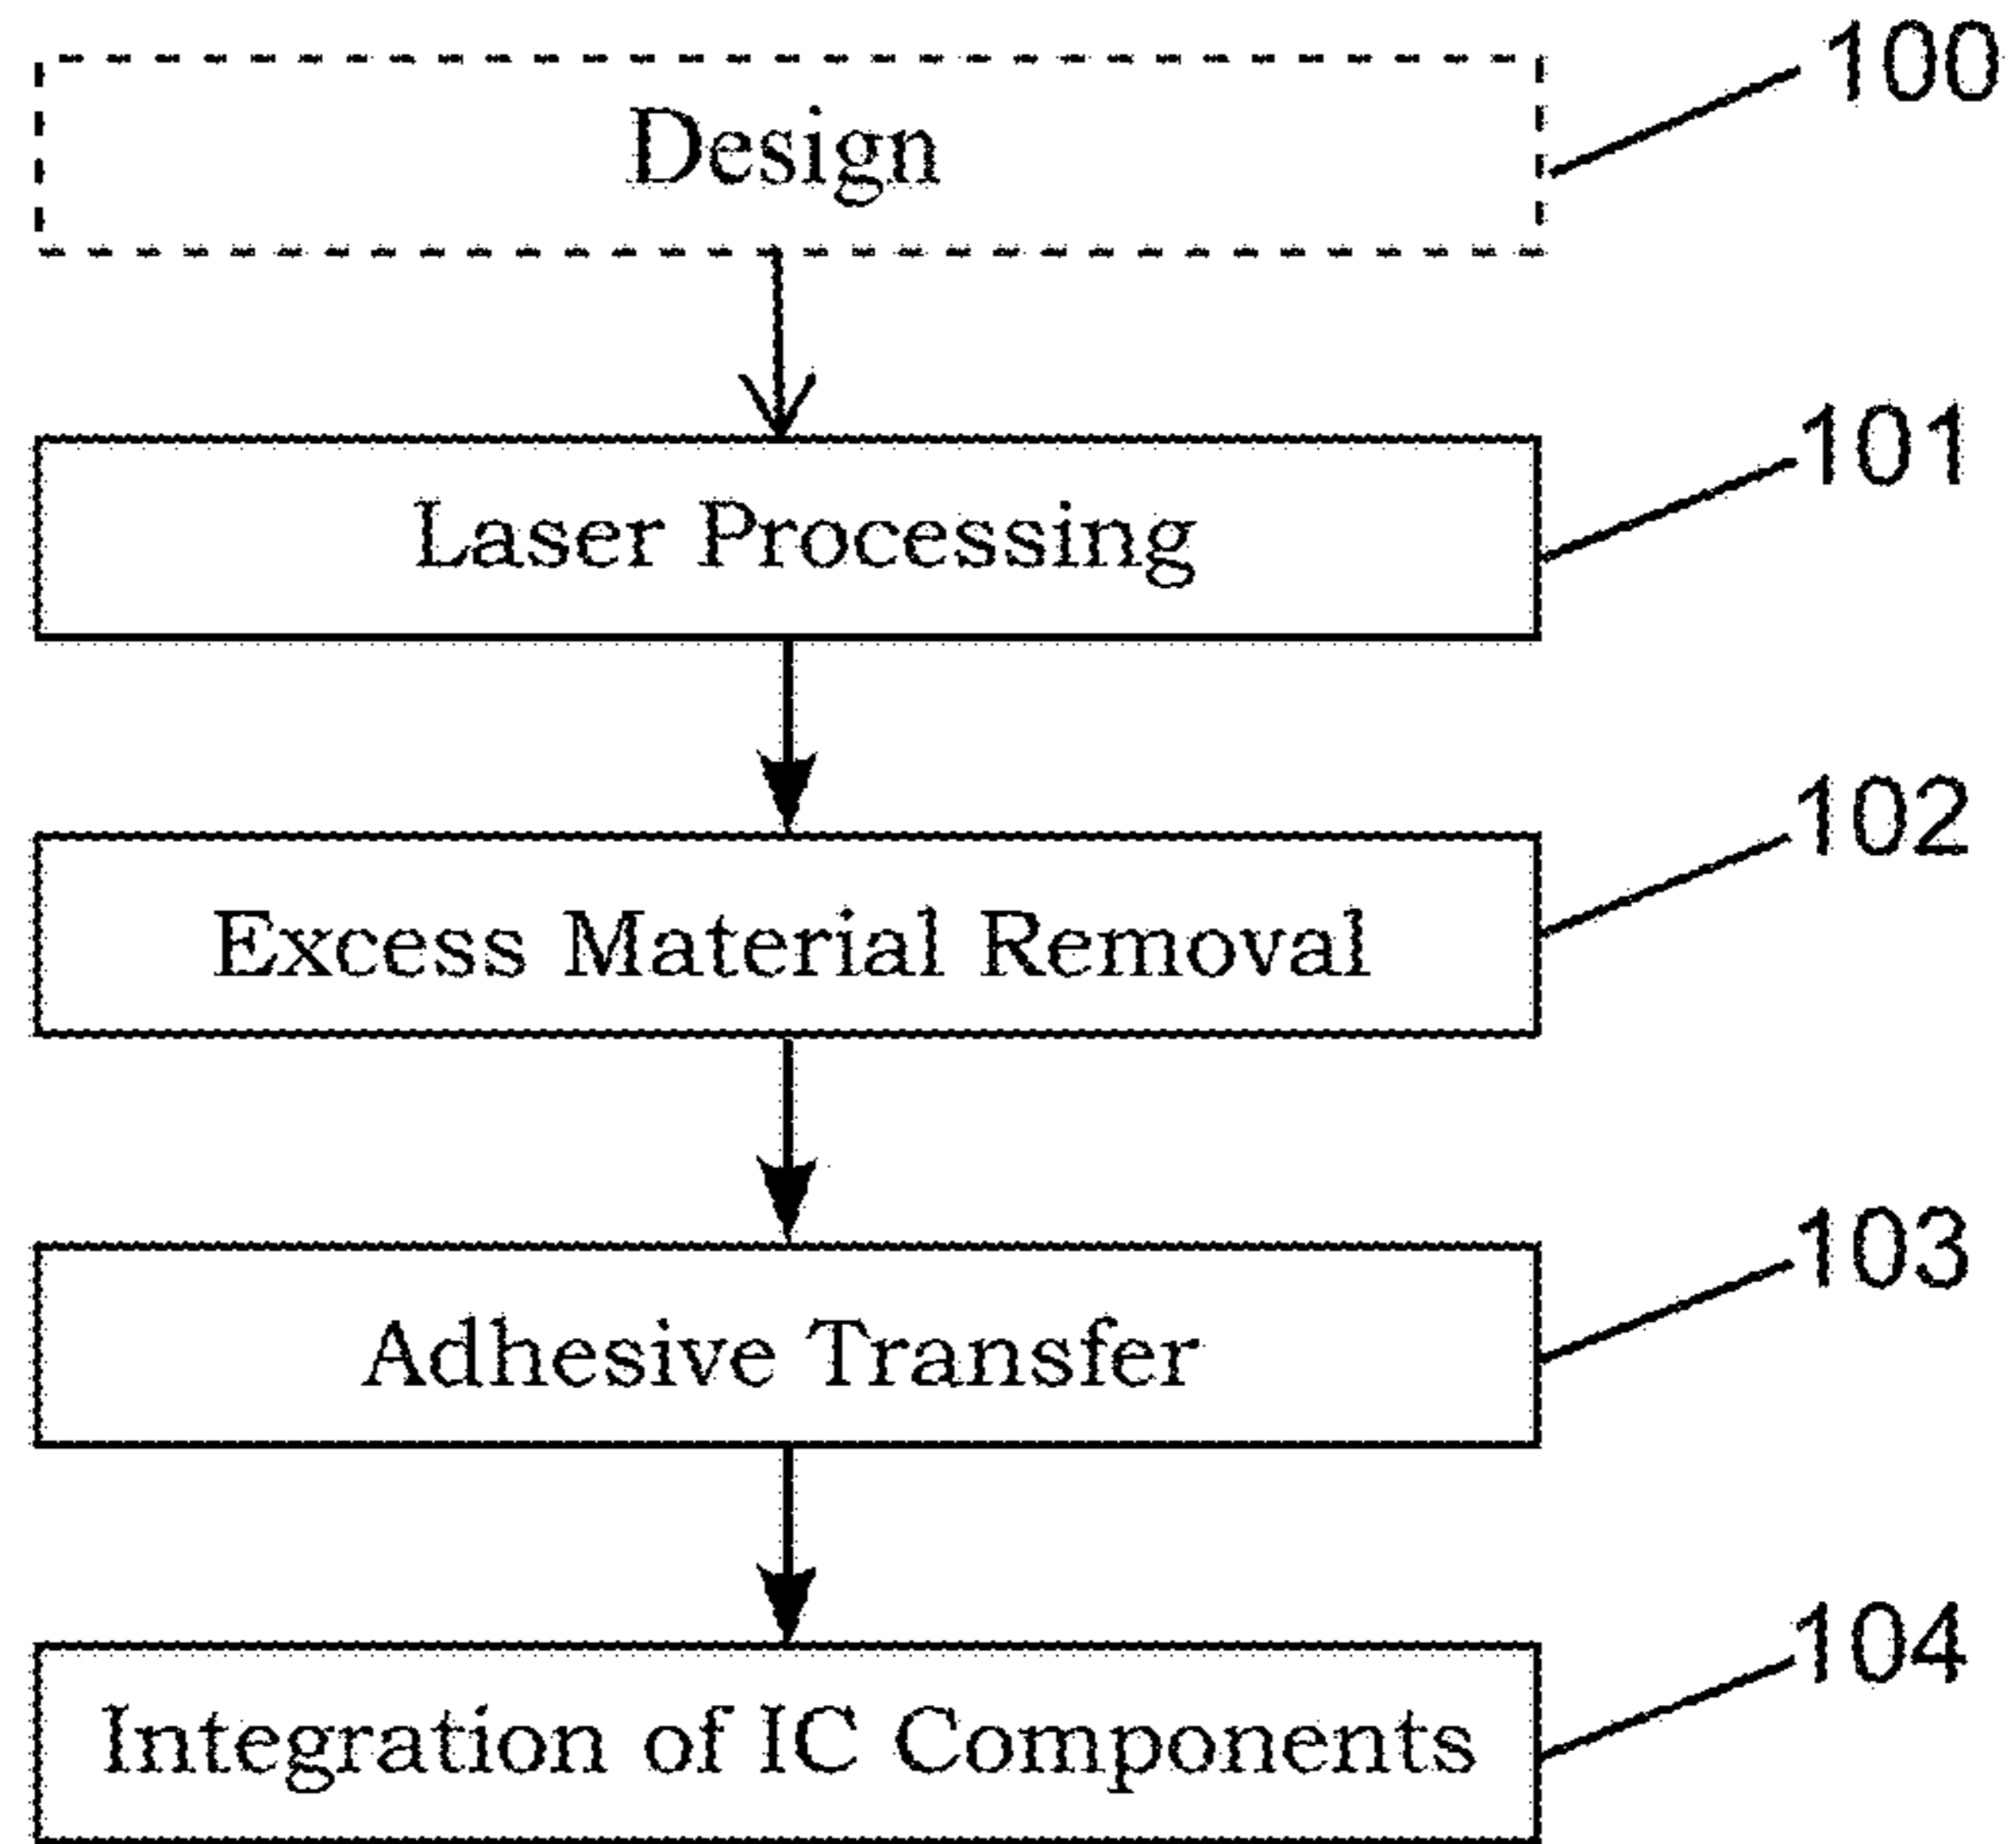 100
Design
101
Laser Processing
102
Excess Material Removal
103
Adhesive Transfer
104
Integration of IC Components